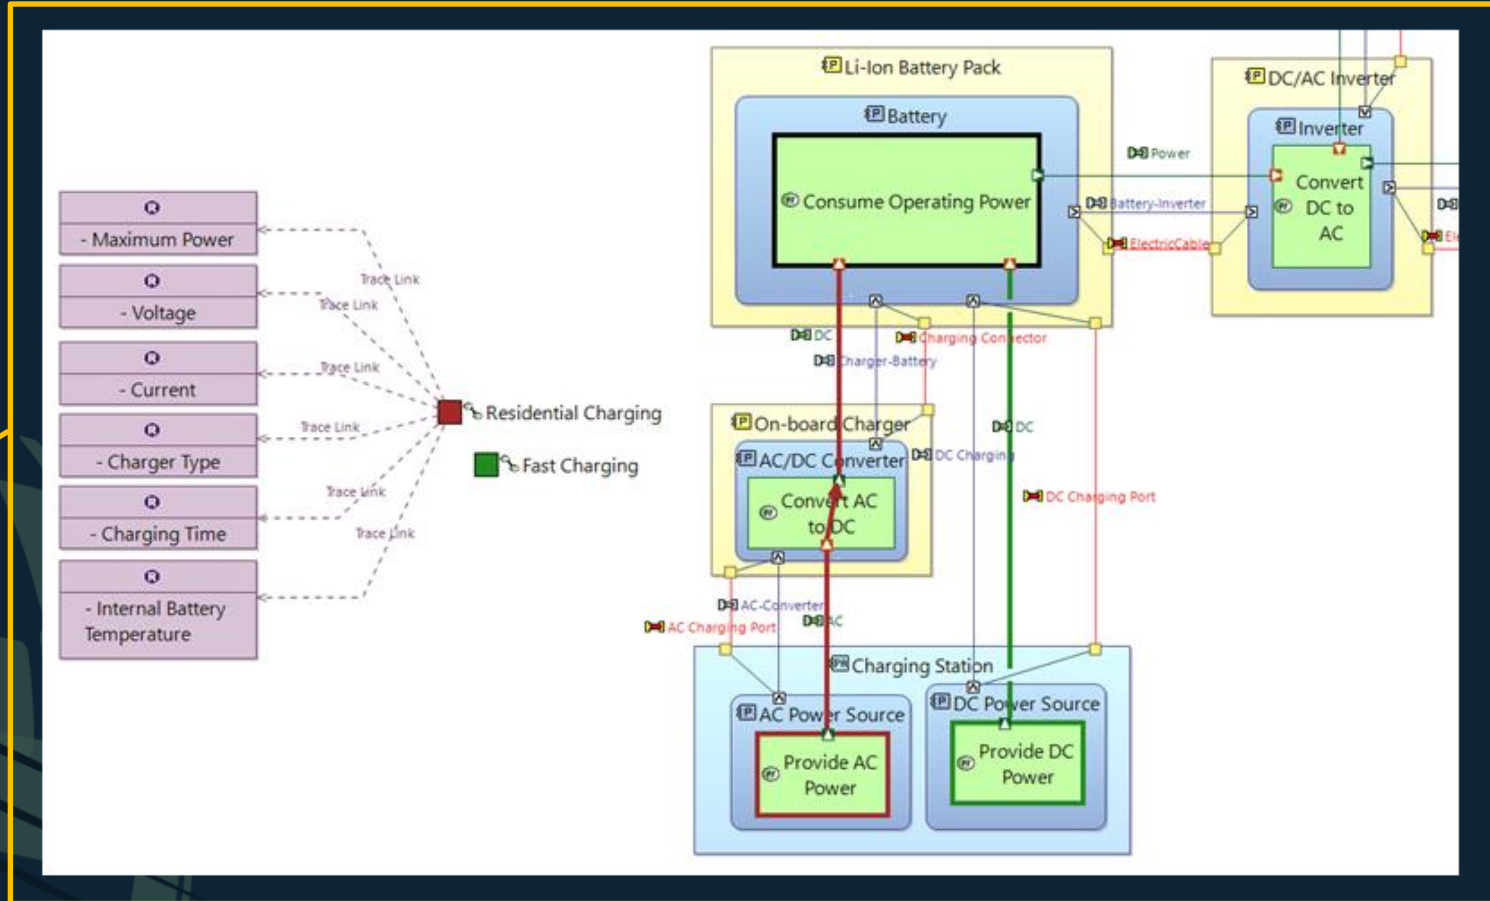 Li-Ion Battery Pack
DC/AC Inverter
Battery
Inverter
Power
Consume Operating Power
Convert
DC to
AC
Battery-Inverter
ElectricCable
- Maximum Power
- Voltage
- Current
- Charger Type
- Charging Time
- Internal Battery
Temperature
Trace Link
Trace Link
Trace Link
Trace Link
Trace Link
Trace Link
Residential Charging
Fast Charging
DC
Charging Connector
Charger-Battery
On-board Charger
DC
AC/DC Converter
DC Charging
Convert AC
to DC
DC Charging Port
AC-Converter
AC
AC Charging Port
Charging Station
AC Power Source
DC Power Source
Provide AC
Power
Provide DC
Power